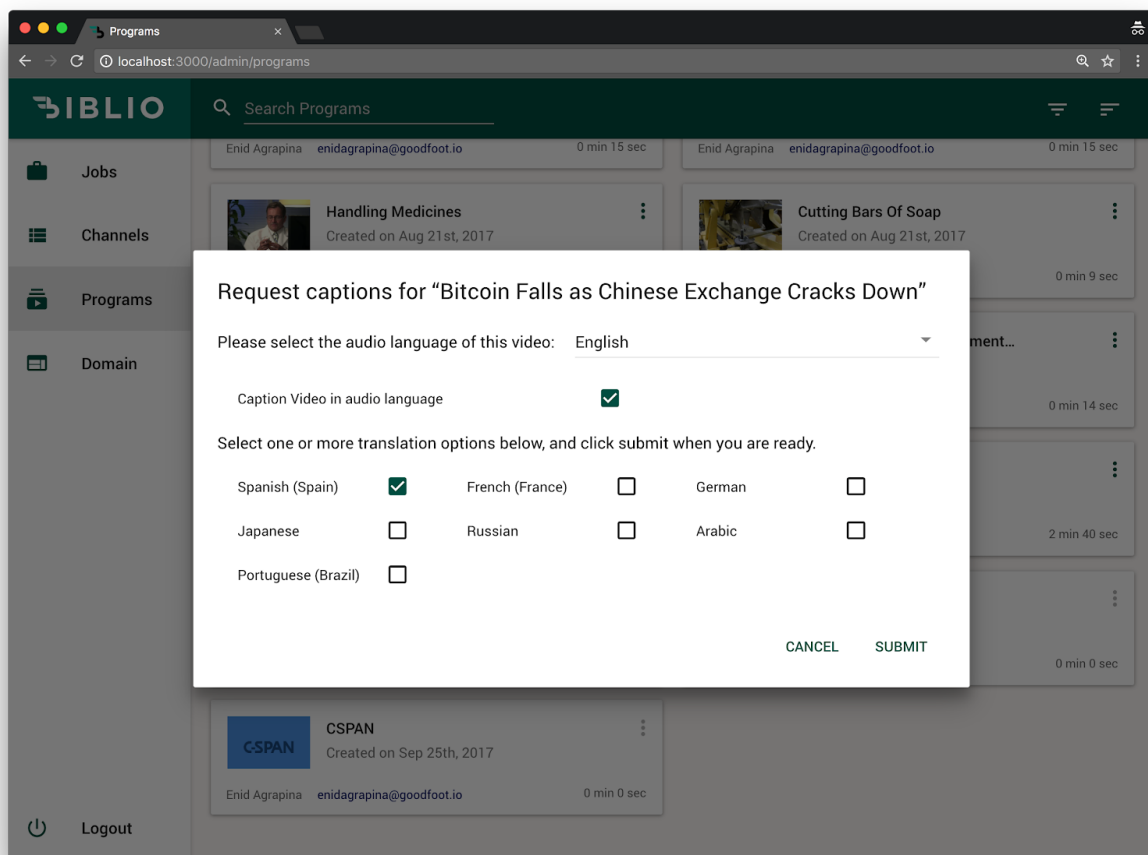 Programs
localhost:3000/admin/programs
BIBLIO
Search Programs
Enid Agrapina enidagrapina@goodfoot.io 0 min 15 sec
Enid Agrapina enidagrapina@goodfoot.io 0 min 15 sec
Jobs
Channels
Programs
Domain
Logout
Handling Medicines
Created on Aug 21st, 2017
Cutting Bars Of Soap
Created on Aug 21st, 2017
0 min 9 sec
ment...
0 min 14 sec
2 min 40 sec
0 min 0 sec
Request captions for “Bitcoin Falls as Chinese Exchange Cracks Down”
Please select the audio language of this video: English
Caption Video in audio language
Select one or more translation options below, and click submit when you are ready.
Spanish (Spain) French (France) German
Japanese Russian Arabic
Portuguese (Brazil)
CANCEL SUBMIT
C-SPAN
CSPAN
Created on Sep 25th, 2017
Enid Agrapina enidagrapina@goodfoot.io 0 min 0 sec